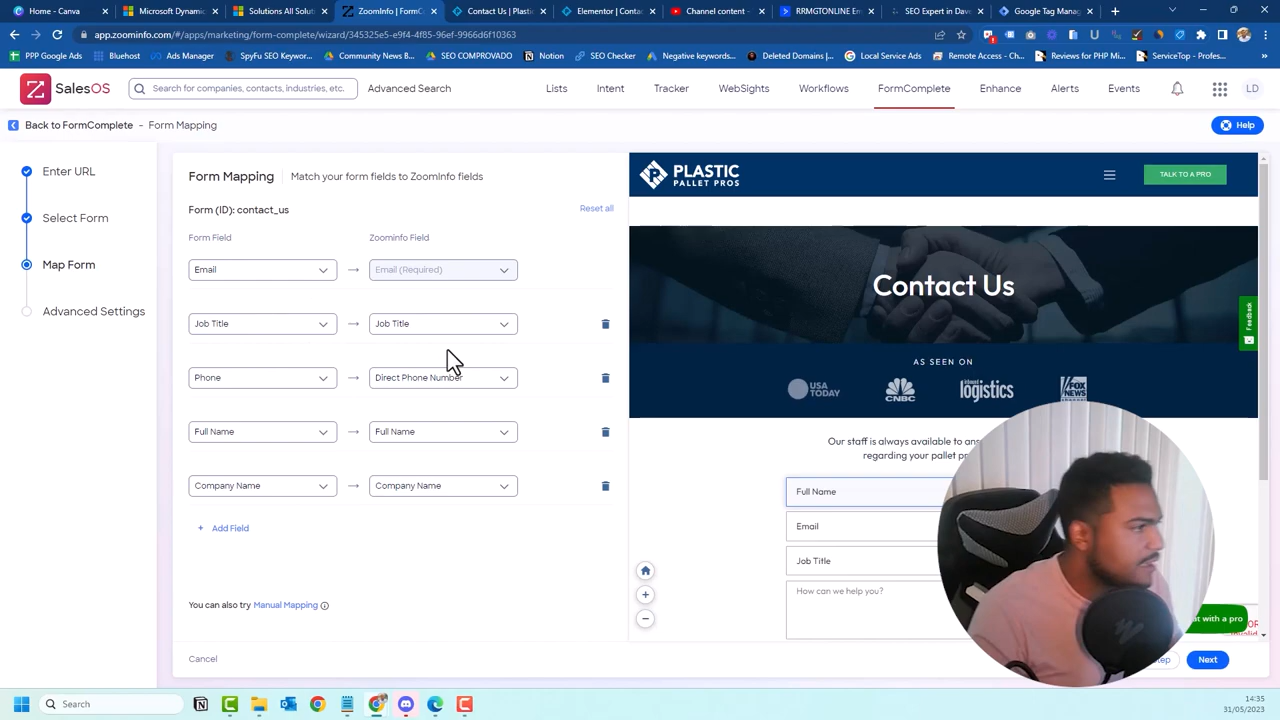 Home - Canva
Microsoft Dynamic
Solutions All Solut
ZoomInfo | FormC
Contact Us | Plasti
Elementor | Conta
Channel content -
RRMGTONLINE En
SEO Expert in Dav
Google Tag Manag
app.zoominfo.com/#/apps/marketing/form-complete/wizard/345325e5-e9f4-4f85-96ef-9966d6f10363
PPP Google Ads
Bluehost
Ads Manager
SpyFu SEO Keywor...
Company News B...
SEO COMPROVADO
Notion
SEO Checker
Negative keywords...
Deleted Domains |...
Local Service Ads
Remote Access - Ch...
Review for PHP Mi...
ServiceTop - Profes...
SalesOS
Search for companies, contacts, industries, etc.
Advanced Search
Lists
Intent
Tracker
WebSights
Workflows
FormComplete
Enhance
Alerts
Events
LD
Back to FormComplete - Form Mapping
Help
Enter URL
Select Form
Map Form
Advanced Settings
Form Mapping
Match your form fields to ZoomInfo fields
Form (ID): contact_us
Reset all
Form Field
Zoominfo Field
Email
Email (Required)
Job Title
Job Title
Phone
Direct Phone Number
Full Name
Full Name
Company Name
Company Name
+ Add Field
You can also try Manual Mapping
Cancel
PLASTIC
PALLET PROS
TALK TO A PRO
Contact Us
Feedback
AS SEEN ON
USA
TODAY
CNBC
inbound
logistics
FOX
NEWS
Our staff is always available to ans
regarding your pallet pr
Full Name
Email
Job Title
How can we help you?
at with a pro
tep
Next
Search
14:35
31/05/2023